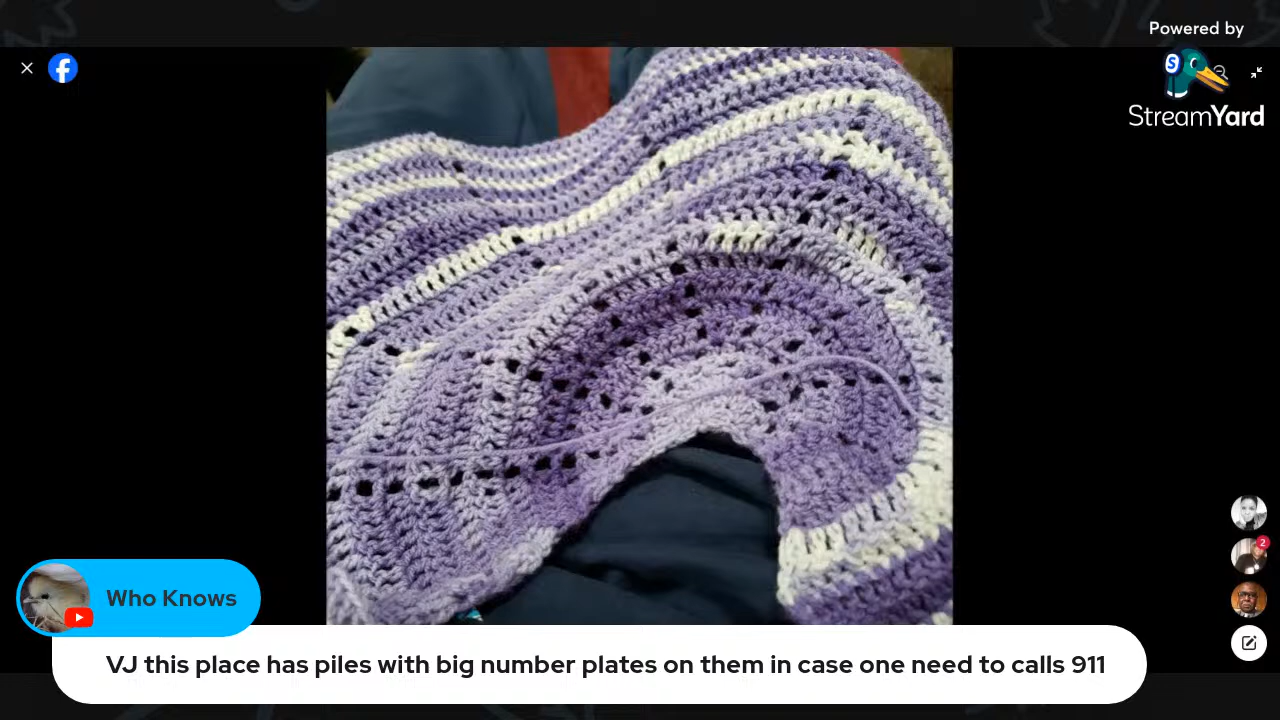 Powered by
S
StreamYard
2
Who Knows
VJ this place has piles with big number plates on them in case one need to calls 911